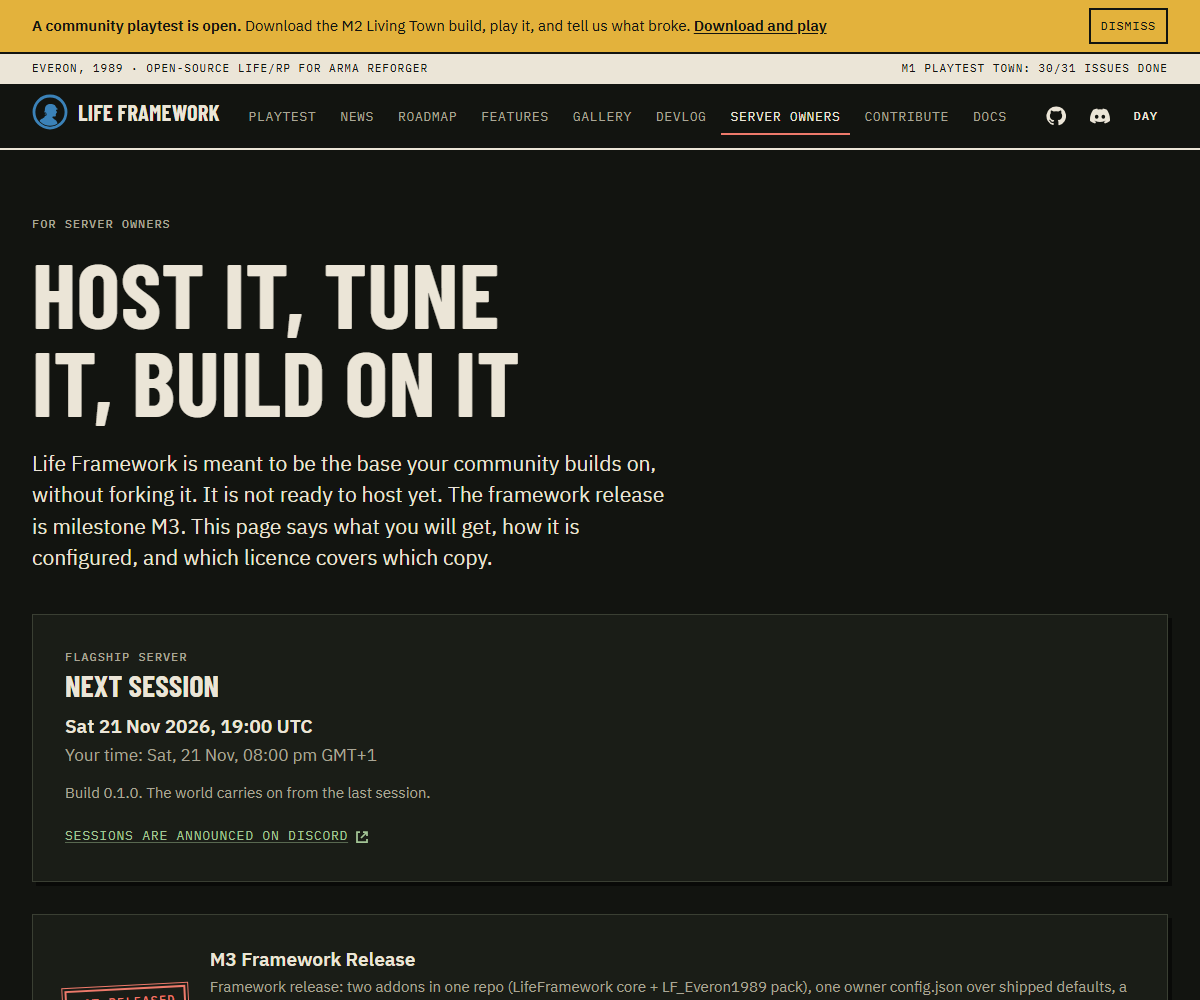 A community playtest is open. Download the M2 Living Town build, play it, and tell us what broke. Download and play
DISMISS
EVERON, 1989 · OPEN-SOURCE LIFE/RP FOR ARMA REFORGER
M1 PLAYTEST TOWN: 30/31 ISSUES DONE
LIFE FRAMEWORK
PLAYTEST NEWS ROADMAP FEATURES GALLERY DEVLOG SERVER OWNERS CONTRIBUTE DOCS
DAY
FOR SERVER OWNERS
HOST IT, TUNE
IT, BUILD ON IT
Life Framework is meant to be the base your community builds on,
without forking it. It is not ready to host yet. The framework release
is milestone M3. This page says what you will get, how it is
configured, and which licence covers which copy.
FLAGSHIP SERVER
NEXT SESSION
Sat 21 Nov 2026, 19:00 UTC
Your time: Sat, 21 Nov, 08:00 pm GMT+1
Build 0.1.0. The world carries on from the last session.
SESSIONS ARE ANNOUNCED ON DISCORD
M3 Framework Release
Framework release: two addons in one repo (LifeFramework core + LF_Everon1989 pack), one owner config.json over shipped defaults, a
RELEASED